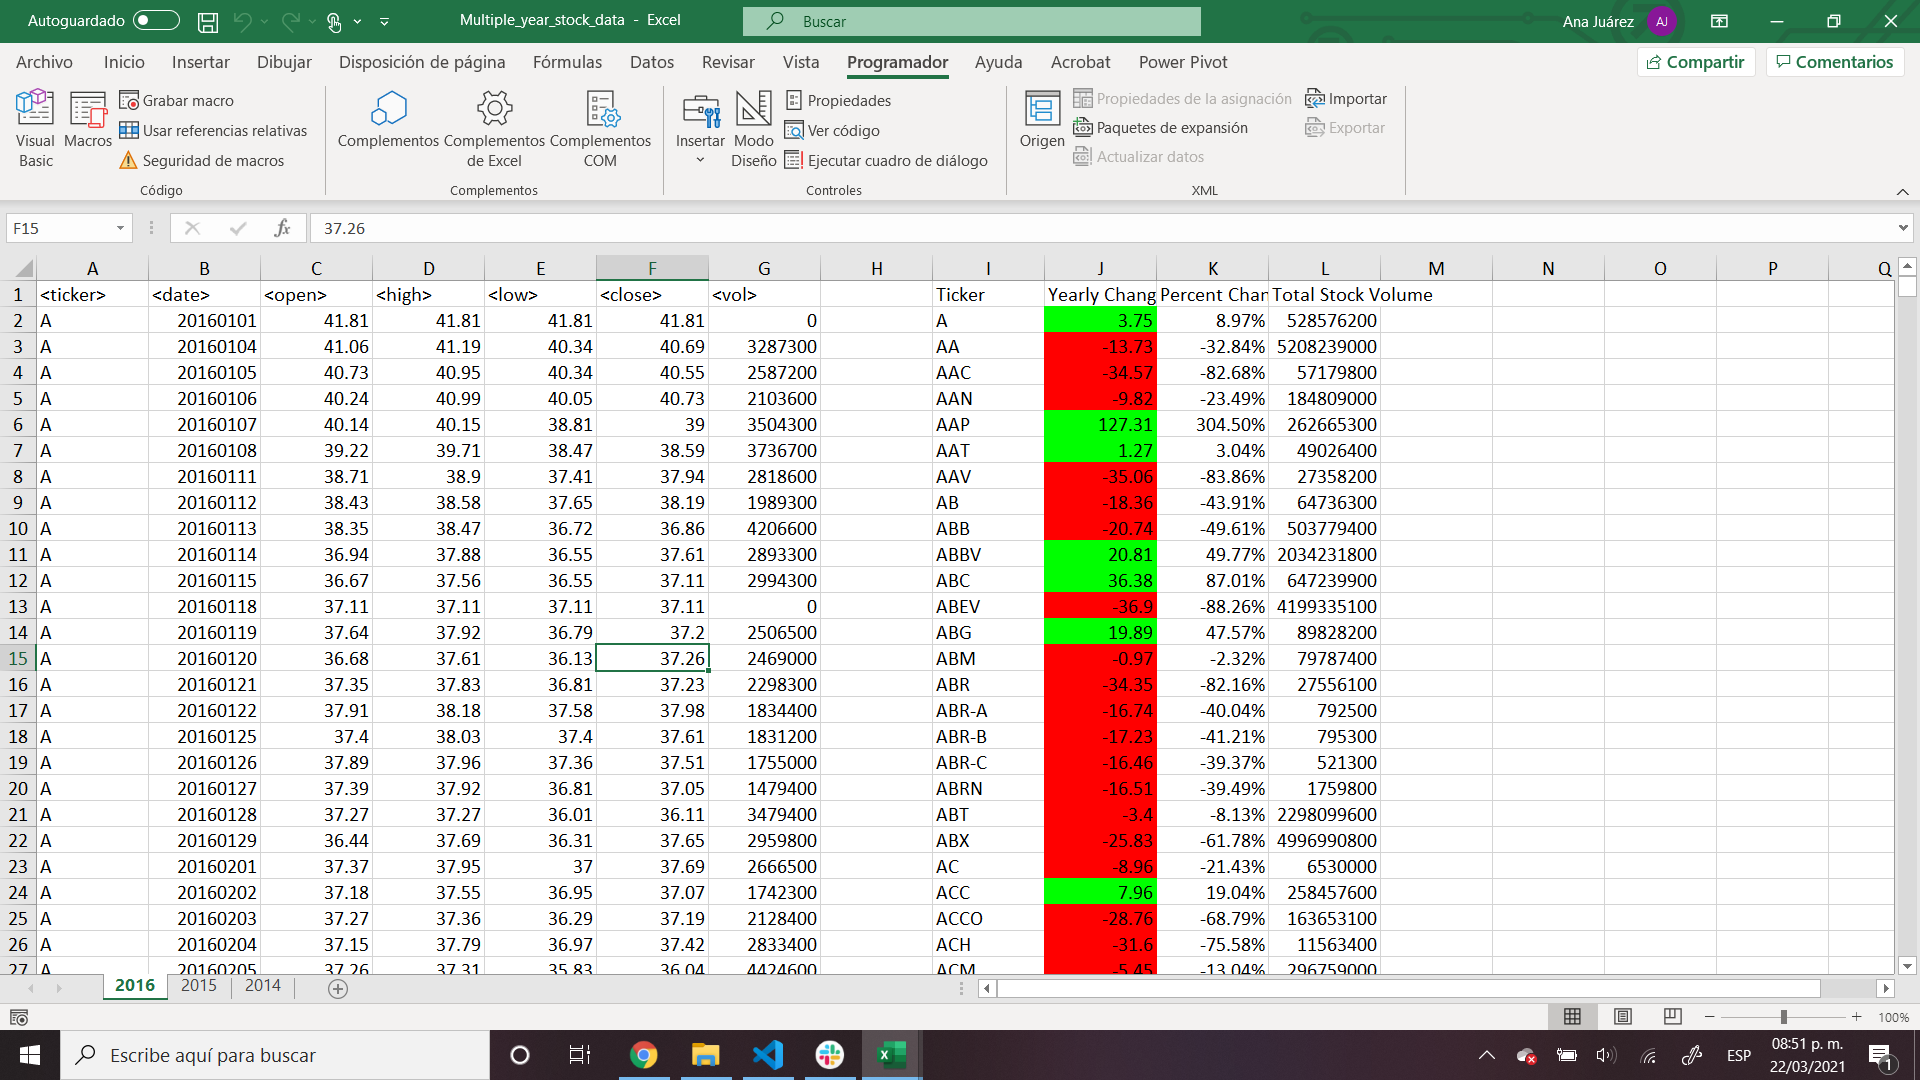 Autoguardado Multiple_year_stock_data - Excel Buscar Ana Juárez AJ
Archivo Inicio Insertar Dibujar Disposición de página Fórmulas Datos Revisar Vista Programador Ayuda Acrobat Power Pivot Compartir Comentarios
Visual Basic
Macros
Grabar macro
Usar referencias relativas
Seguridad de macros
Código
Complementos
Complementos de Excel
Complementos COM
Complementos
Insertar
Modo Diseño
Propiedades
Ver código
Ejecutar cuadro de diálogo
Controles
Origen
Propiedades de la asignación
Paquetes de expansión
Actualizar datos
Importar
Exportar
XML
F15 fx 37.26
A B C D E F G H I J K L M N O P Q
1 <ticker> <date> <open> <high> <low> <close> <vol> Ticker Yearly Chang Percent Chan Total Stock Volume
2 A 20160101 41.81 41.81 41.81 41.81 0 A 3.75 8.97% 528576200
3 A 20160104 41.06 41.19 40.34 40.69 3287300 AA -13.73 -32.84% 5208239000
4 A 20160105 40.73 40.95 40.34 40.55 2587200 AAC -34.57 -82.68% 57179800
5 A 20160106 40.24 40.99 40.05 40.73 2103600 AAN -9.82 -23.49% 184809000
6 A 20160107 40.14 40.15 38.81 39 3504300 AAP 127.31 304.50% 262665300
7 A 20160108 39.22 39.71 38.47 38.59 3736700 AAT 1.27 3.04% 49026400
8 A 20160111 38.71 38.9 37.41 37.94 2818600 AAV -35.06 -83.86% 27358200
9 A 20160112 38.43 38.58 37.65 38.19 1989300 AB -18.36 -43.91% 64736300
10 A 20160113 38.35 38.47 36.72 36.86 4206600 ABB -20.74 -49.61% 503779400
11 A 20160114 36.94 37.88 36.55 37.61 2893300 ABBV 20.81 49.77% 2034231800
12 A 20160115 36.67 37.56 36.55 37.11 2994300 ABC 36.38 87.01% 647239900
13 A 20160118 37.11 37.11 37.11 37.11 0 ABEV -36.9 -88.26% 4199335100
14 A 20160119 37.64 37.92 36.79 37.2 2506500 ABG 19.89 47.57% 89828200
15 A 20160120 36.68 37.61 36.13 37.26 2469000 ABM -0.97 -2.32% 79787400
16 A 20160121 37.35 37.83 36.81 37.23 2298300 ABR -34.35 -82.16% 27556100
17 A 20160122 37.91 38.18 37.58 37.98 1834400 ABR-A -16.74 -40.04% 792500
18 A 20160125 37.4 38.03 37.4 37.61 1831200 ABR-B -17.23 -41.21% 795300
19 A 20160126 37.89 37.96 37.36 37.51 1755000 ABR-C -16.46 -39.37% 521300
20 A 20160127 37.39 37.92 36.81 37.05 1479400 ABRN -16.51 -39.49% 1759800
21 A 20160128 37.27 37.27 36.01 36.11 3479400 ABT -3.4 -8.13% 2298099600
22 A 20160129 36.44 37.69 36.31 37.65 2959800 ABX -25.83 -61.78% 4996990800
23 A 20160201 37.37 37.95 37 37.69 2666500 AC -8.96 -21.43% 6530000
24 A 20160202 37.18 37.55 36.95 37.07 1742300 ACC 7.96 19.04% 258457600
25 A 20160203 37.27 37.36 36.29 37.19 2128400 ACCO -28.76 -68.79% 163653100
26 A 20160204 37.15 37.79 36.97 37.42 2833400 ACH -31.6 -75.58% 11563400
27 A 20160205 37.26 37.31 35.83 36.04 4424600 ACM -5.45 -13.04% 296759000
2016 2015 2014
100%
Escribe aquí para buscar ESP 08:51 p. m.
22/03/2021 1